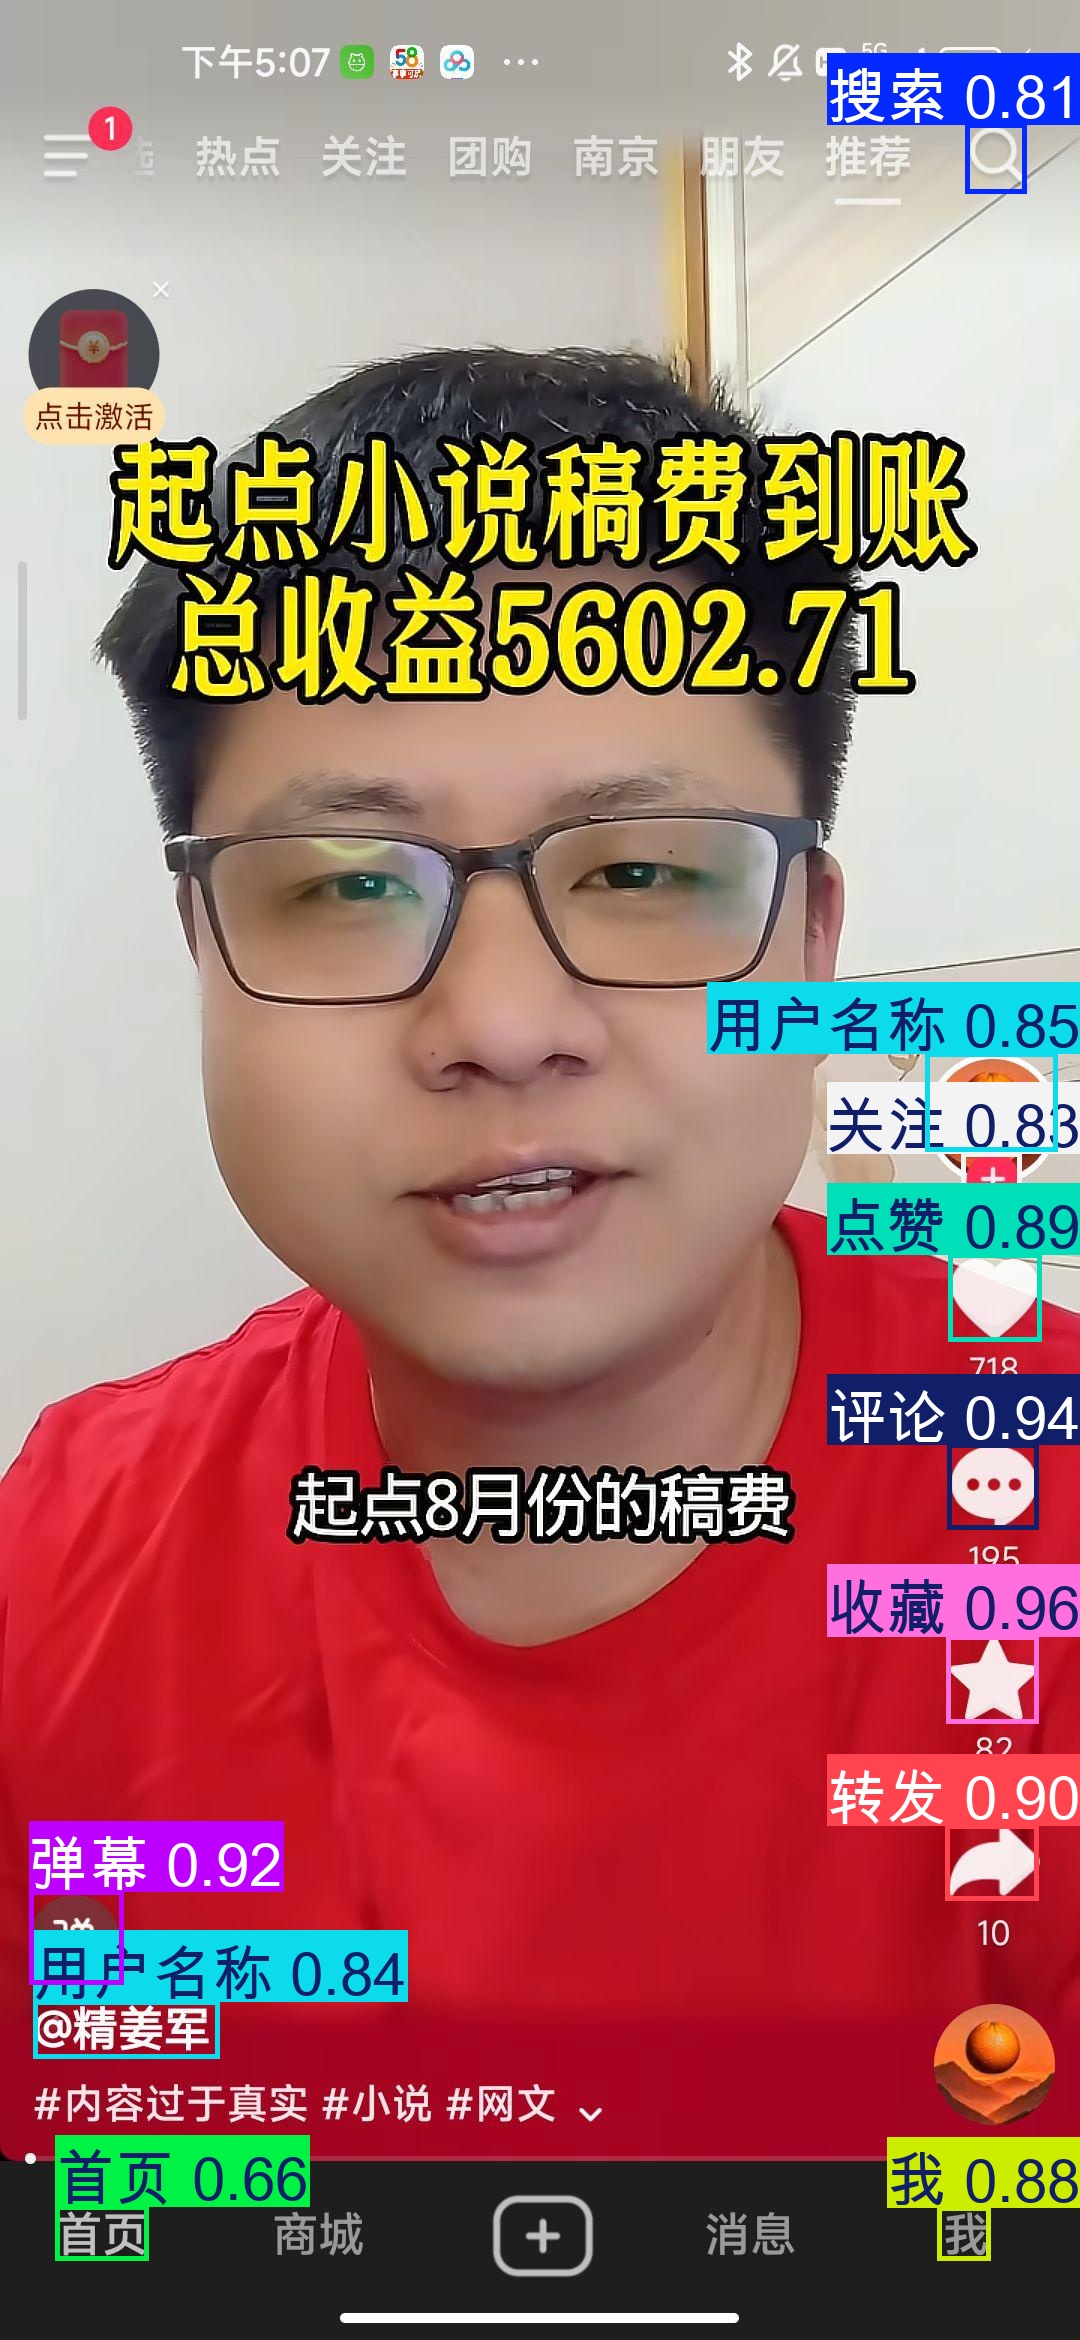 下午5:07
5G
搜索 0.81
1
热点 关注 团购 南京 朋友 推荐
点击激活
起点小说稿费到账
总收益5602.71
用户名称 0.85
关注 0.83
点赞 0.89
718
评论 0.94
起点8月份的稿费
195
收藏 0.96
82
转发 0.90
弹幕 0.92
10
用户名称 0.84
@精姜军
#内容过于真实 #小说 #网文
首页 0.66
我 0.88
首页 商城 消息 我